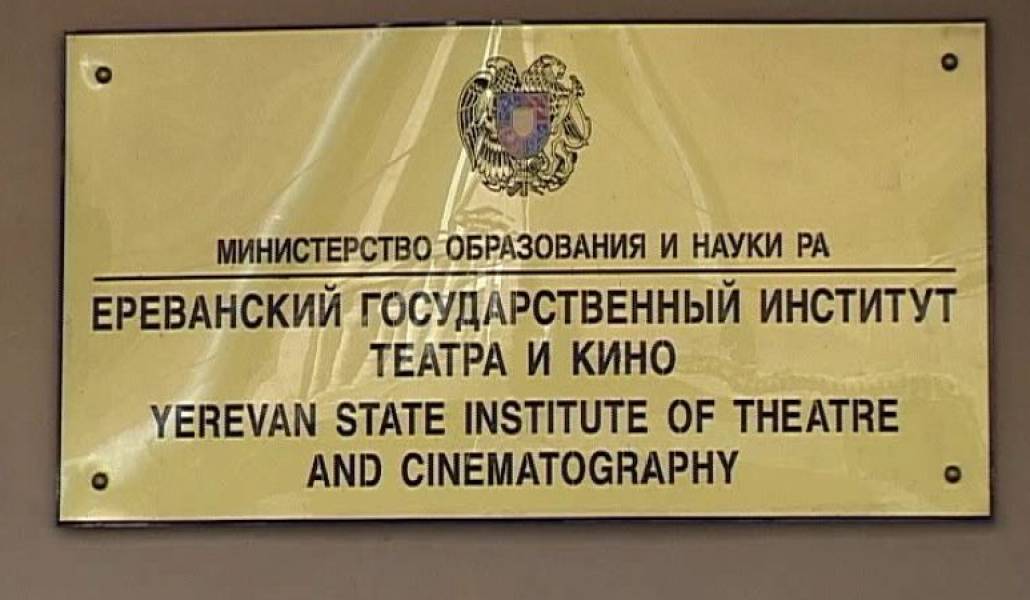 МИНИСТЕРСТВО ОБРАЗОВАНИЯ И НАУКИ РА
ЕРЕВАНСКИЙ ГОСУДАРСТВЕННЫЙ ИНСТИТУТ
ТЕАТРА И КИНО
YEREVAN STATE INSTITUTE OF THEATRE
AND CINEMATOGRAPHY